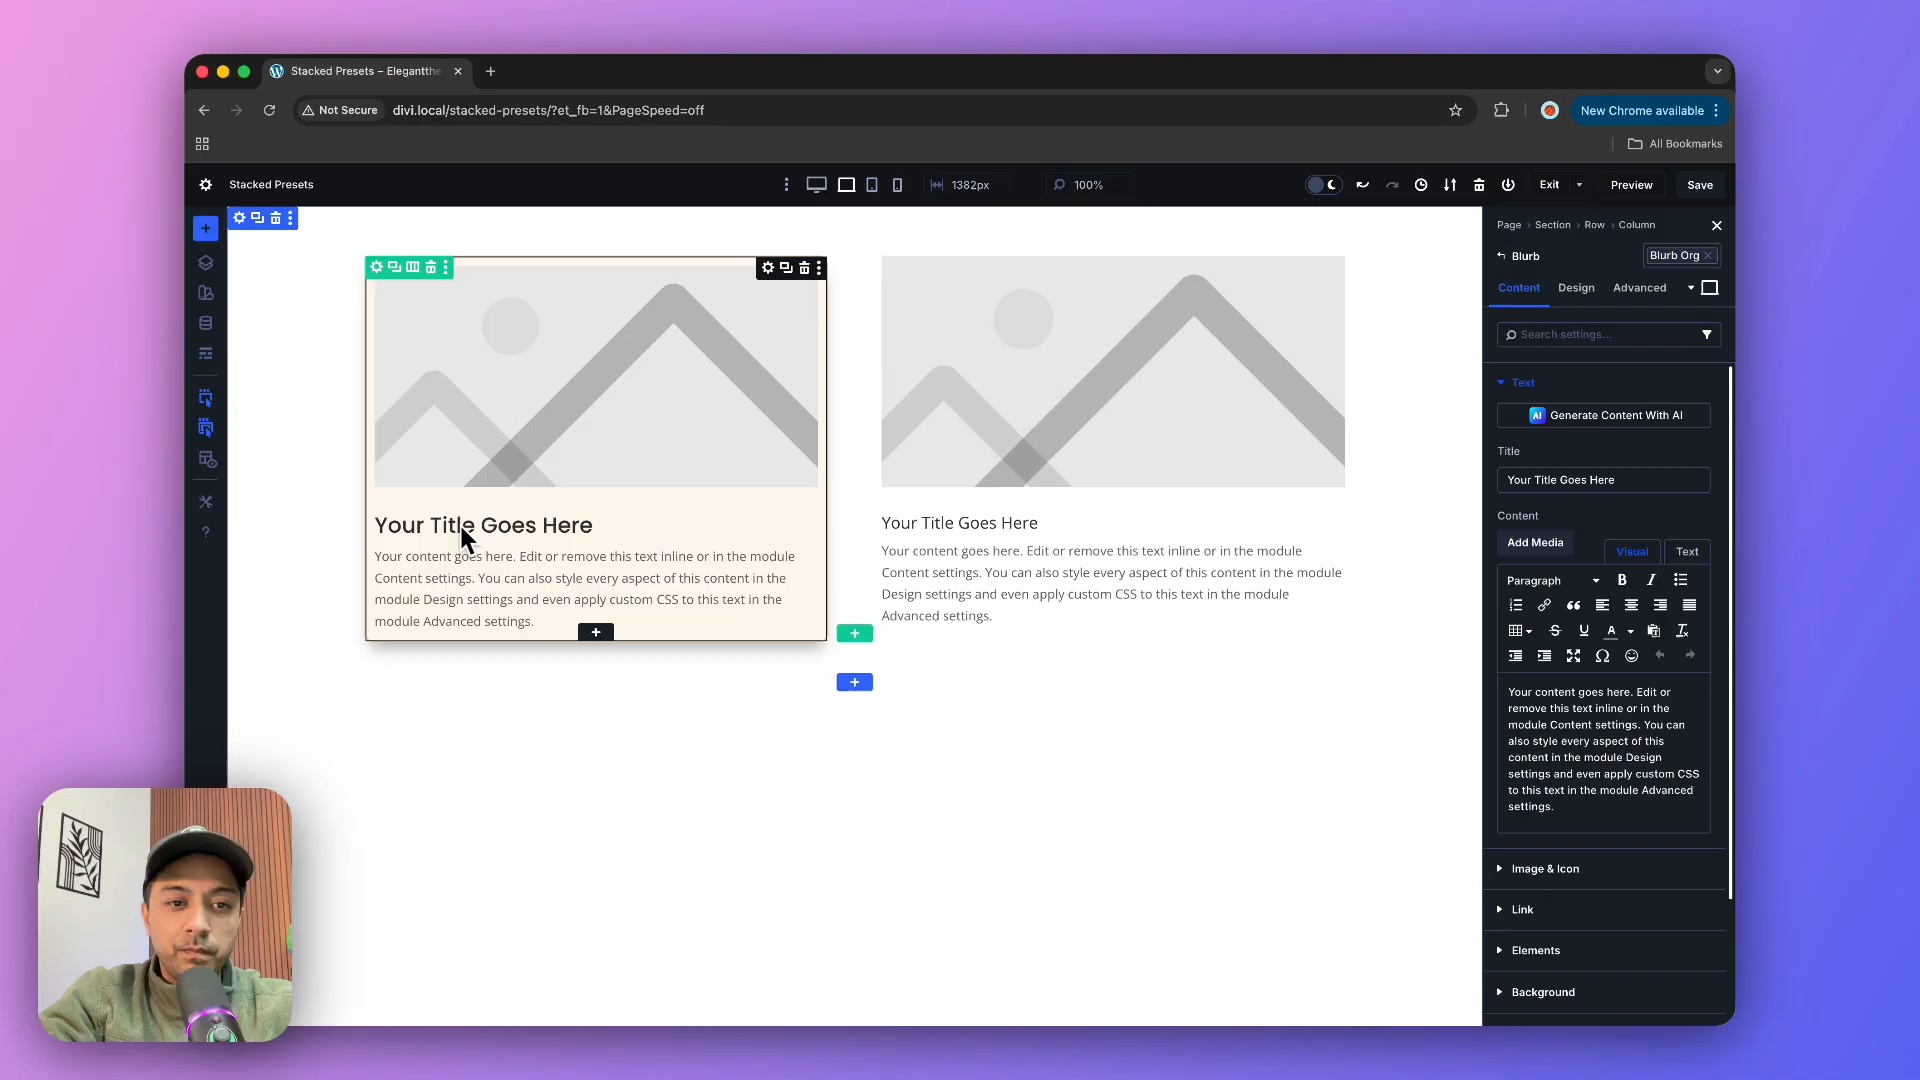 Stacked Presets – Elegantthe
Not Secure
divi.local/stacked-presets/?et_fb=1&PageSpeed=off
New Chrome available
All Bookmarks
Stacked Presets
1382px
100%
Exit
Preview
Save
Page
Section
Row
Column
Blurb
Blurb Org
Content
Design
Advanced
Search settings...
Text
AI
Generate Content With AI
Title
Your Title Goes Here
Content
Add Media
Visual
Text
Paragraph
B
I
U
A
Your content goes here. Edit or
remove this text inline or in the
module Content settings. You can
also style every aspect of this
content in the module Design
settings and even apply custom CSS
to this text in the module Advanced
settings.
Image & Icon
Link
Elements
Background
Your Title Goes Here
Your content goes here. Edit or remove this text inline or in the module
Content settings. You can also style every aspect of this content in the
module Design settings and even apply custom CSS to this text in the
module Advanced settings.
Your Title Goes Here
Your content goes here. Edit or remove this text inline or in the module
Content settings. You can also style every aspect of this content in the module
Design settings and even apply custom CSS to this text in the module
Advanced settings.